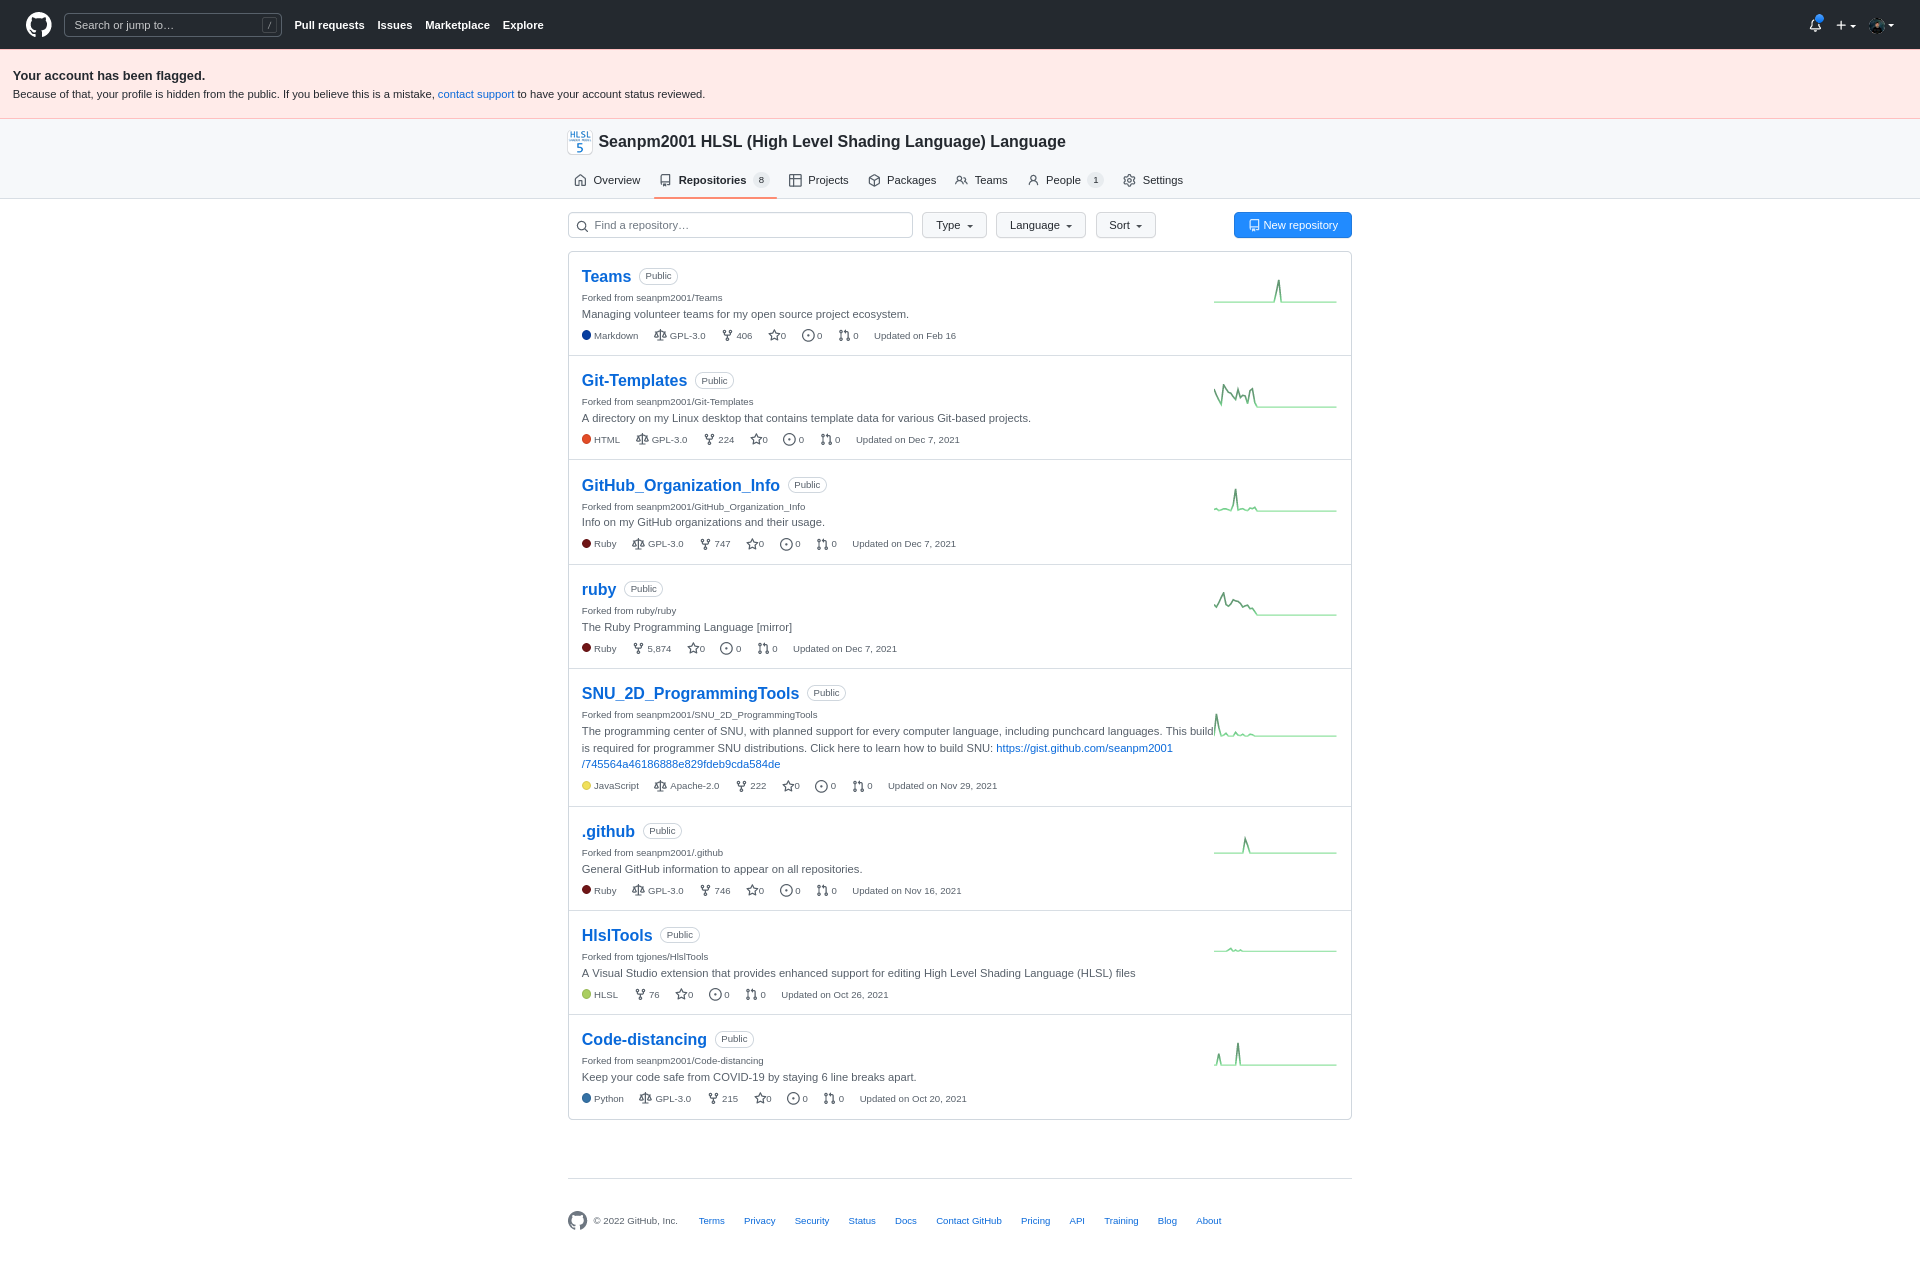 Search or jump to… /
Pull requests Issues Marketplace Explore
Your account has been flagged.
Because of that, your profile is hidden from the public. If you believe this is a mistake, contact support to have your account status reviewed.
HLSL
5
Seanpm2001 HLSL (High Level Shading Language) Language
Overview Repositories 8 Projects Packages Teams People 1 Settings
Find a repository… Type Language Sort New repository
Teams Public
Forked from seanpm2001/Teams
Managing volunteer teams for my open source project ecosystem.
Markdown GPL-3.0 406 0 0 0 Updated on Feb 16
Git-Templates Public
Forked from seanpm2001/Git-Templates
A directory on my Linux desktop that contains template data for various Git-based projects.
HTML GPL-3.0 224 0 0 0 Updated on Dec 7, 2021
GitHub_Organization_Info Public
Forked from seanpm2001/GitHub_Organization_Info
Info on my GitHub organizations and their usage.
Ruby GPL-3.0 747 0 0 0 Updated on Dec 7, 2021
ruby Public
Forked from ruby/ruby
The Ruby Programming Language [mirror]
Ruby 5,874 0 0 0 Updated on Dec 7, 2021
SNU_2D_ProgrammingTools Public
Forked from seanpm2001/SNU_2D_ProgrammingTools
The programming center of SNU, with planned support for every computer language, including punchcard languages. This build
is required for programmer SNU distributions. Click here to learn how to build SNU: https://gist.github.com/seanpm2001
/745564a46186888e829fdeb9cda584de
JavaScript Apache-2.0 222 0 0 0 Updated on Nov 29, 2021
.github Public
Forked from seanpm2001/.github
General GitHub information to appear on all repositories.
Ruby GPL-3.0 746 0 0 0 Updated on Nov 16, 2021
HlslTools Public
Forked from tgjones/HlslTools
A Visual Studio extension that provides enhanced support for editing High Level Shading Language (HLSL) files
HLSL 76 0 0 0 Updated on Oct 26, 2021
Code-distancing Public
Forked from seanpm2001/Code-distancing
Keep your code safe from COVID-19 by staying 6 line breaks apart.
Python GPL-3.0 215 0 0 0 Updated on Oct 20, 2021
© 2022 GitHub, Inc. Terms Privacy Security Status Docs Contact GitHub Pricing API Training Blog About